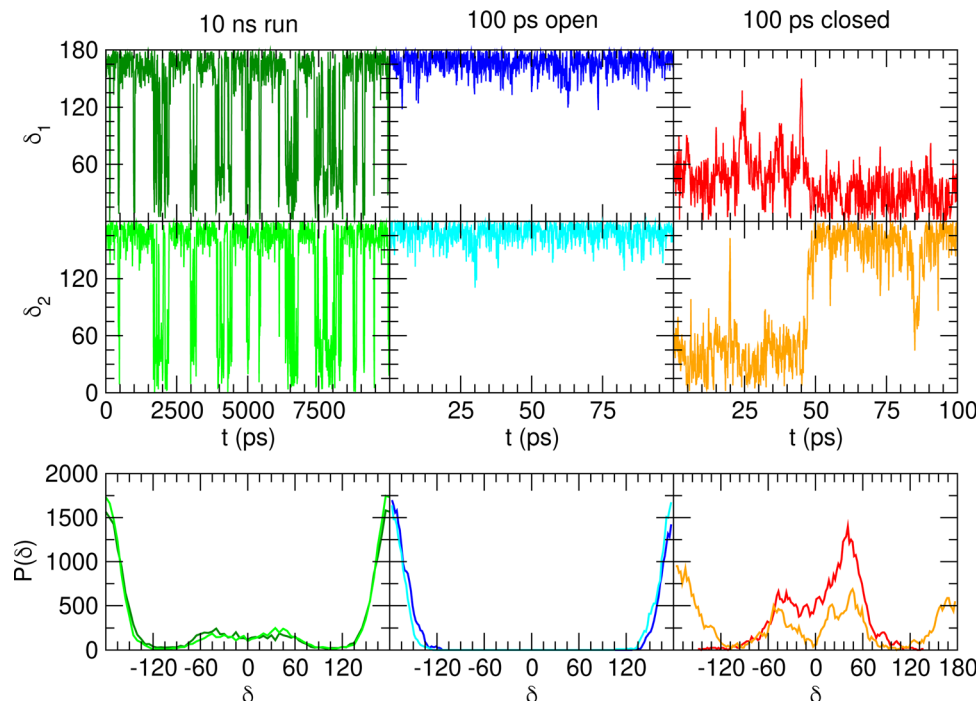 10 ns run 100 ps open 100 ps closed
180
120
δ1
60
120
δ2
60
0
0 2500 5000 7500 25 50 75 25 50 75 100
t (ps) t (ps) t (ps)
2000
1500
P(δ)
1000
500
0
-120 -60 0 60 120 -120 -60 0 60 120 -120 -60 0 60 120 180
δ δ δ